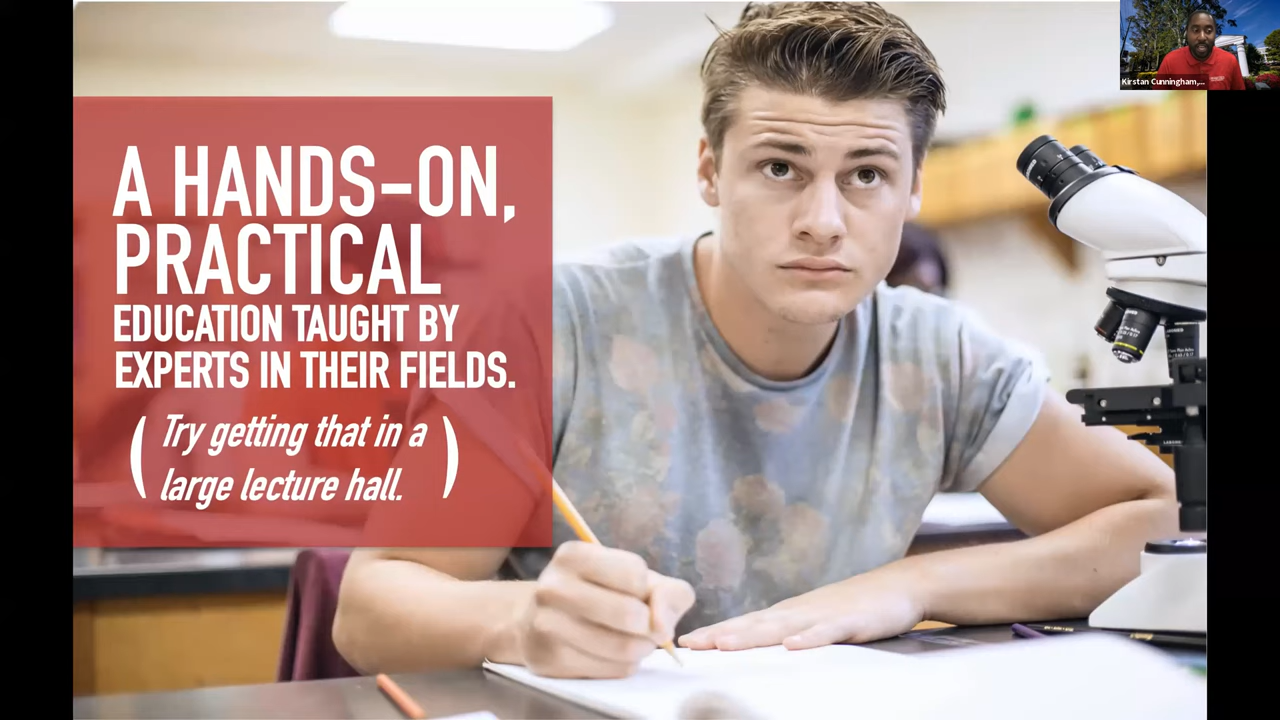 A HANDS-ON,
PRACTICAL
EDUCATION TAUGHT BY
EXPERTS IN THEIR FIELDS.
( Try getting that in a )
large lecture hall.
Kirstan Cunningham,...